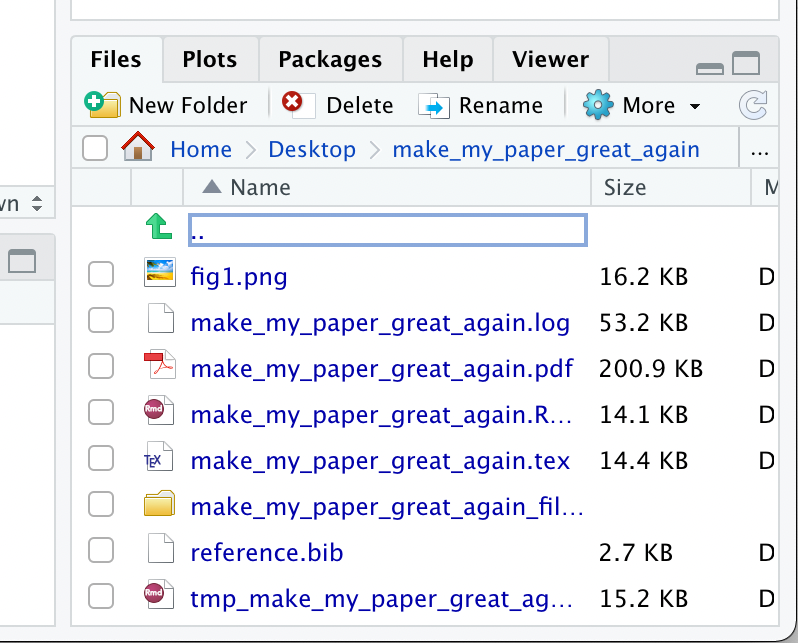 Files Plots Packages Help Viewer
New Folder Delete Rename More
Home Desktop make_my_paper_great_again ...
Name Size M
wn
..
fig1.png 16.2 KB D
make_my_paper_great_again.log 53.2 KB D
make_my_paper_great_again.pdf 200.9 KB D
Rmd make_my_paper_great_again.R... 14.1 KB D
TEX make_my_paper_great_again.tex 14.4 KB D
make_my_paper_great_again_fil...
reference.bib 2.7 KB D
Rmd tmp_make_my_paper_great_ag... 15.2 KB D